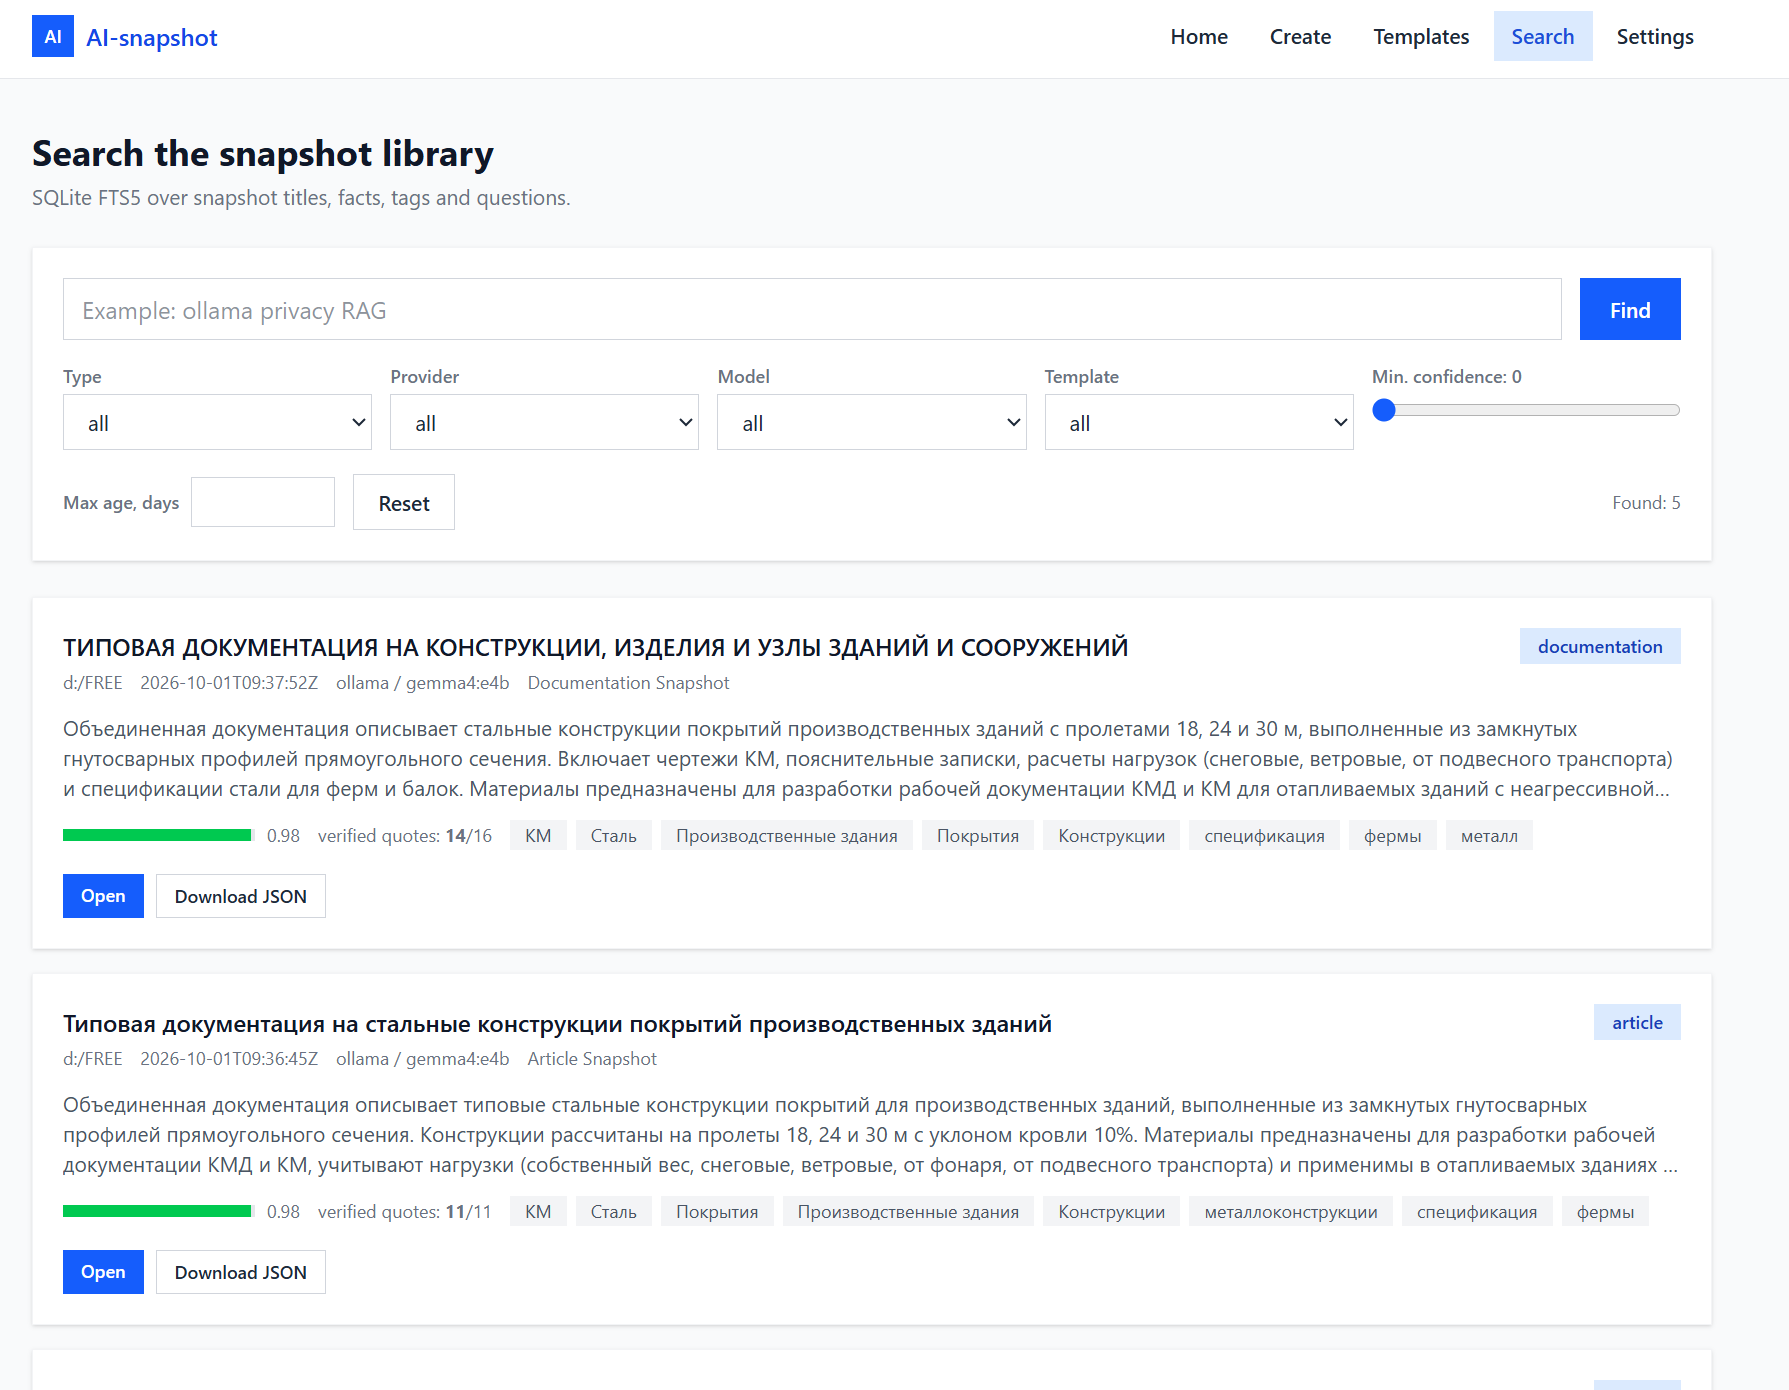 AI AI-snapshot Home Create Templates Search Settings
Search the snapshot library
SQLite FTS5 over snapshot titles, facts, tags and questions.
Example: ollama privacy RAG Find
Type Provider Model Template Min. confidence: 0
all all all all
Max age, days Reset Found: 5
ТИПОВАЯ ДОКУМЕНТАЦИЯ НА КОНСТРУКЦИИ, ИЗДЕЛИЯ И УЗЛЫ ЗДАНИЙ И СООРУЖЕНИЙ documentation
d:/FREE 2026-10-01T09:37:52Z ollama / gemma4:e4b Documentation Snapshot
Объединенная документация описывает стальные конструкции покрытий производственных зданий с пролетами 18, 24 и 30 м, выполненные из замкнутых
гнутосварных профилей прямоугольного сечения. Включает чертежи КМ, пояснительные записки, расчеты нагрузок (снеговые, ветровые, от подвесного транспорта)
и спецификации стали для ферм и балок. Материалы предназначены для разработки рабочей документации КМД и КМ для отапливаемых зданий с неагрессивной...
0.98 verified quotes: 14/16 КМ Сталь Производственные здания Покрытия Конструкции спецификация фермы металл
Open Download JSON
Типовая документация на стальные конструкции покрытий производственных зданий article
d:/FREE 2026-10-01T09:36:45Z ollama / gemma4:e4b Article Snapshot
Объединенная документация описывает типовые стальные конструкции покрытий для производственных зданий, выполненные из замкнутых гнутосварных
профилей прямоугольного сечения. Конструкции рассчитаны на пролеты 18, 24 и 30 м с уклоном кровли 10%. Материалы предназначены для разработки рабочей
документации КМД и КМ, учитывают нагрузки (собственный вес, снеговые, ветровые, от фонаря, от подвесного транспорта) и применимы в отапливаемых зданиях ...
0.98 verified quotes: 11/11 КМ Сталь Покрытия Производственные здания Конструкции металлоконструкции спецификация фермы
Open Download JSON